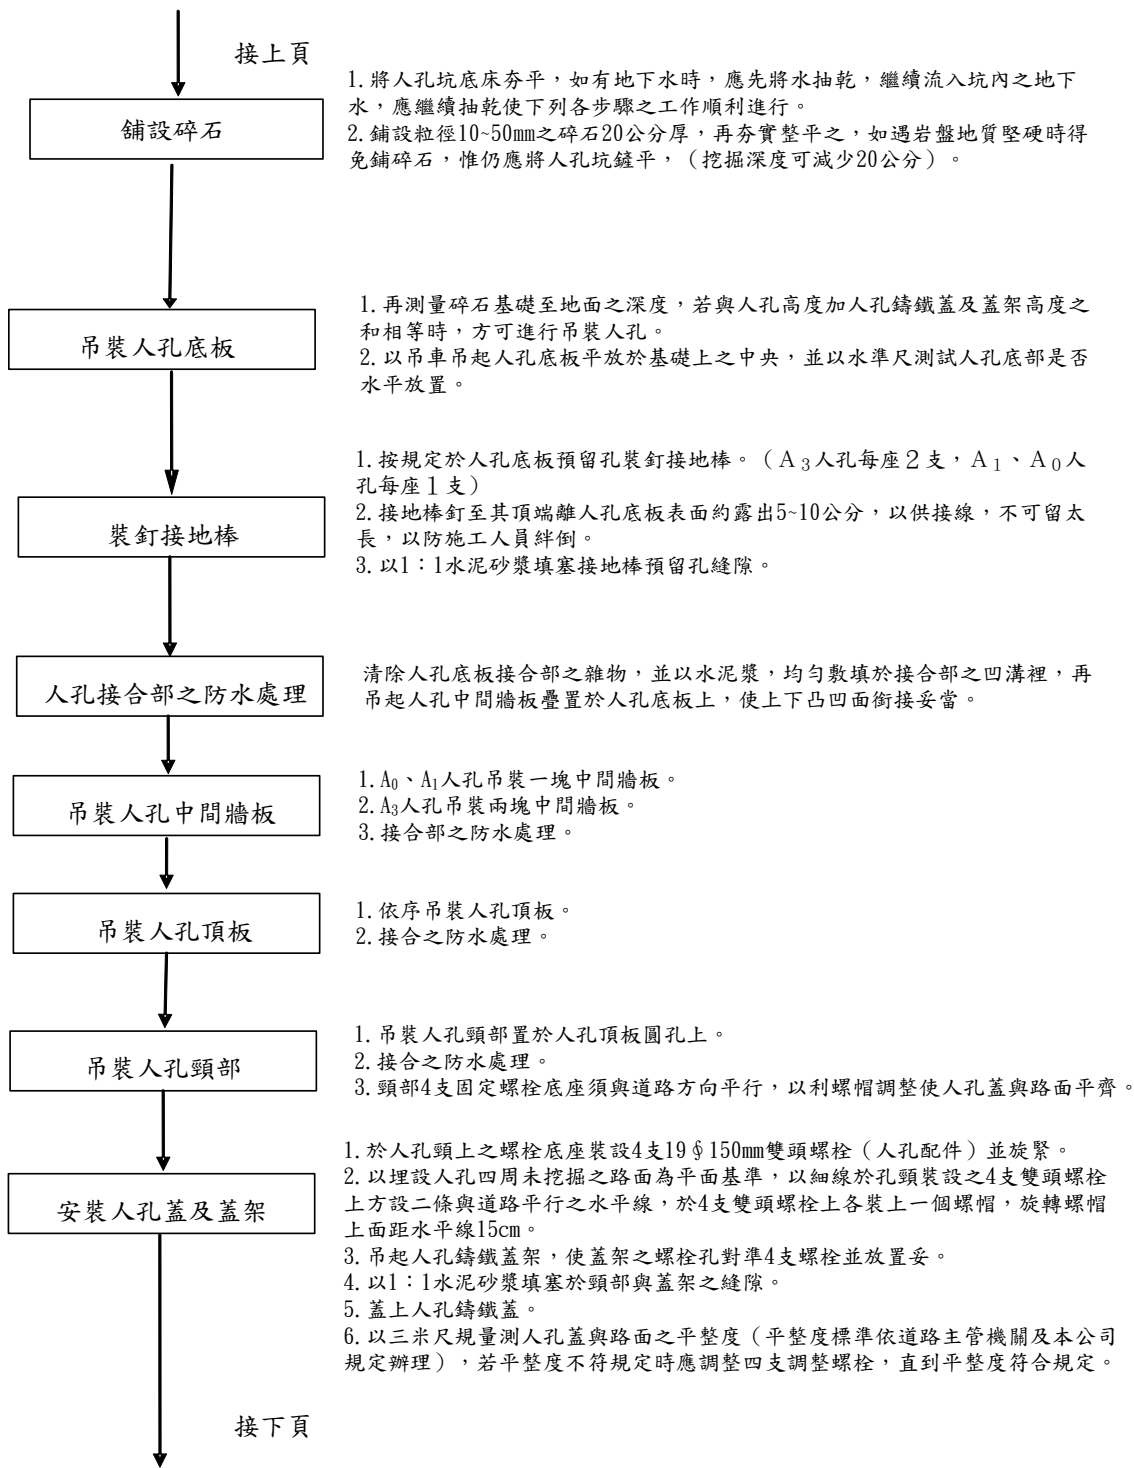 接上頁
舖設碎石
1.將人孔坑底床夯平，如有地下水時，應先將水抽乾，繼續流入坑內之地下
水，應繼續抽乾使下列各步驟之工作順利進行。
2.鋪設粒徑10~50mm之碎石20公分厚，再夯實整平之，如遇岩盤地質堅硬時得
免鋪碎石，惟仍應將人孔坑鏟平，（挖掘深度可減少20公分）。
吊裝人孔底板
1.再測量碎石基礎至地面之深度，若與人孔高度加人孔鑄鐵蓋及蓋架高度之
和相等時，方可進行吊裝人孔。
2.以吊車吊起人孔底板平放於基礎上之中央，並以水準尺測試人孔底部是否
水平放置。
裝釘接地棒
1.按規定於人孔底板預留孔裝釘接地棒。（Ａ₃人孔每座２支，Ａ₁、Ａ₀人
孔每座１支）
2.接地棒釘至其頂端離人孔底板表面約露出5~10公分，以供接線，不可留太
長，以防施工人員絆倒。
3.以1：1水泥砂漿填塞接地棒預留孔縫隙。
人孔接合部之防水處理
清除人孔底板接合部之雜物，並以水泥漿，均勻敷填於接合部之凹溝裡，再
吊起人孔中間牆板疊置於人孔底板上，使上下凸凹面銜接妥當。
吊裝人孔中間牆板
1.A₀、A₁人孔吊裝一塊中間牆板。
2.A₃人孔吊裝兩塊中間牆板。
3.接合部之防水處理。
吊裝人孔頂板
1.依序吊裝人孔頂板。
2.接合之防水處理。
吊裝人孔頸部
1.吊裝人孔頸部置於人孔頂板圓孔上。
2.接合之防水處理。
3.頸部4支固定螺栓底座須與道路方向平行，以利螺帽調整使人孔蓋與路面平齊。
安裝人孔蓋及蓋架
1.於人孔頸上之螺栓底座裝設4支19∮150mm雙頭螺栓（人孔配件）並旋緊。
2.以埋設人孔四周未挖掘之路面為平面基準，以細線於孔頸裝設之4支雙頭螺栓
上方設二條與道路平行之水平線，於4支雙頭螺栓上各裝上一個螺帽，旋轉螺帽
上面距水平線15cm。
3.吊起人孔鑄鐵蓋架，使蓋架之螺栓孔對準4支螺栓並放置妥。
4.以1：1水泥砂漿填塞於頸部與蓋架之縫隙。
5.蓋上人孔鑄鐵蓋。
6.以三米尺規量測人孔蓋與路面之平整度（平整度標準依道路主管機關及本公司
規定辦理），若平整度不符規定時應調整四支調整螺栓，直到平整度符合規定。
接下頁